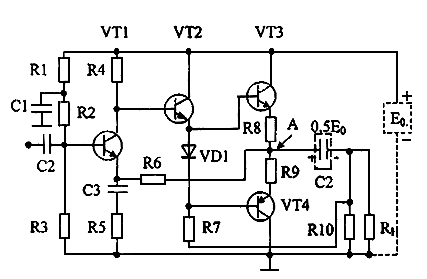 VT1 VT2 VT3
R1 R4
C1 R2
R8 A 0.5E₀ + E₀ −
C2 R6 VD1 R9 + - C2
C3 VT4
R3 R5 R7 R10